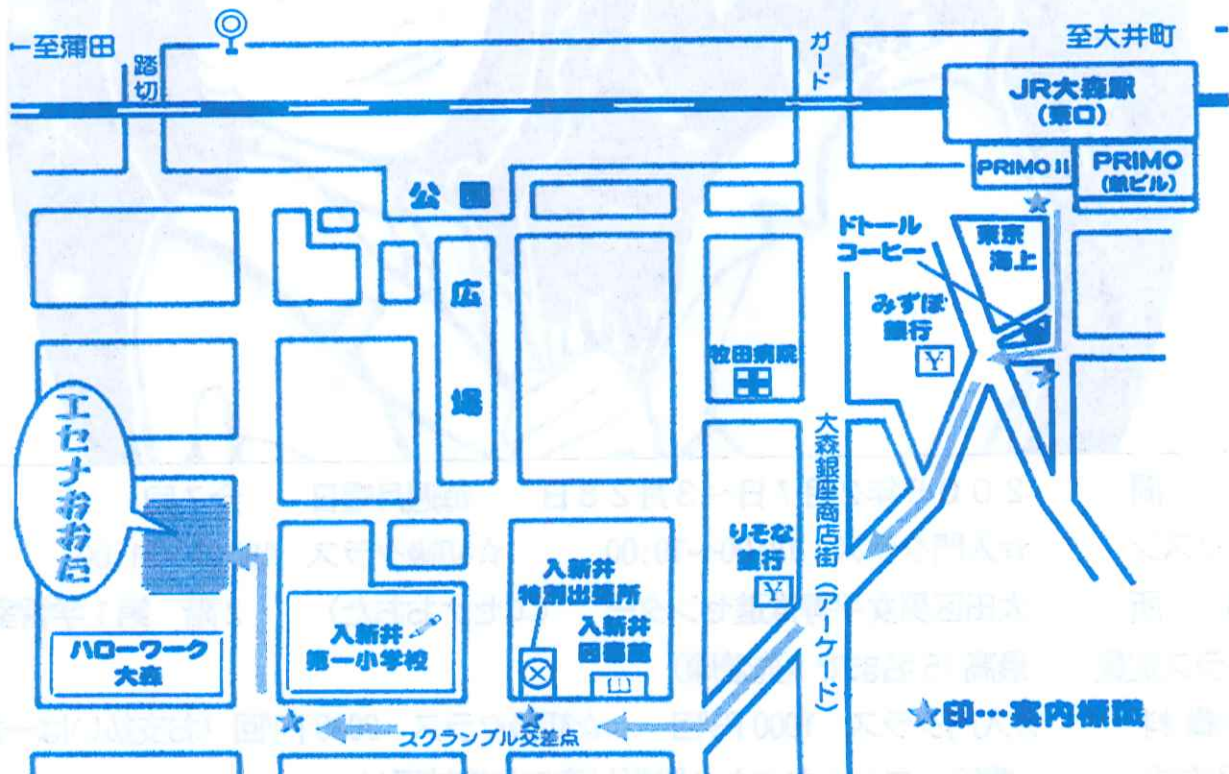 ←至蒲田
踏切
ガード
至大井町
JR大森駅
(東口)
PRIMO II
PRIMO
(駅ビル)
公園
広場
ドトール
コーヒー
東京
海上
みずほ
銀行
牧田病院
エセナおおた
大森銀座商店街(アーケード)
りそな
銀行
入新井
特別出張所
入新井
図書館
入新井
第一小学校
ハローワーク
大森
スクランブル交差点
★印…案内標識